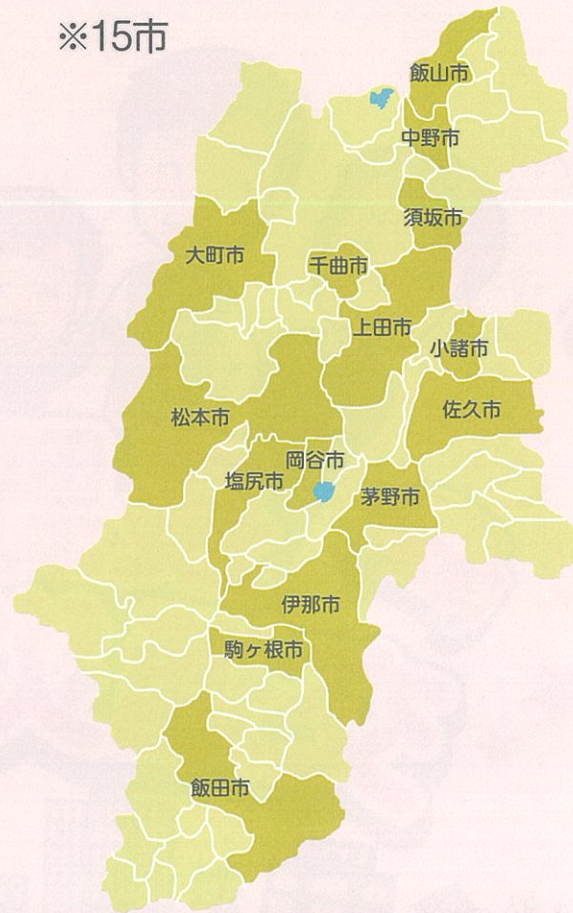 ※15市
飯山市
中野市
須坂市
大町市
千曲市
上田市
小諸市
佐久市
松本市
岡谷市
塩尻市
茅野市
伊那市
駒ヶ根市
飯田市